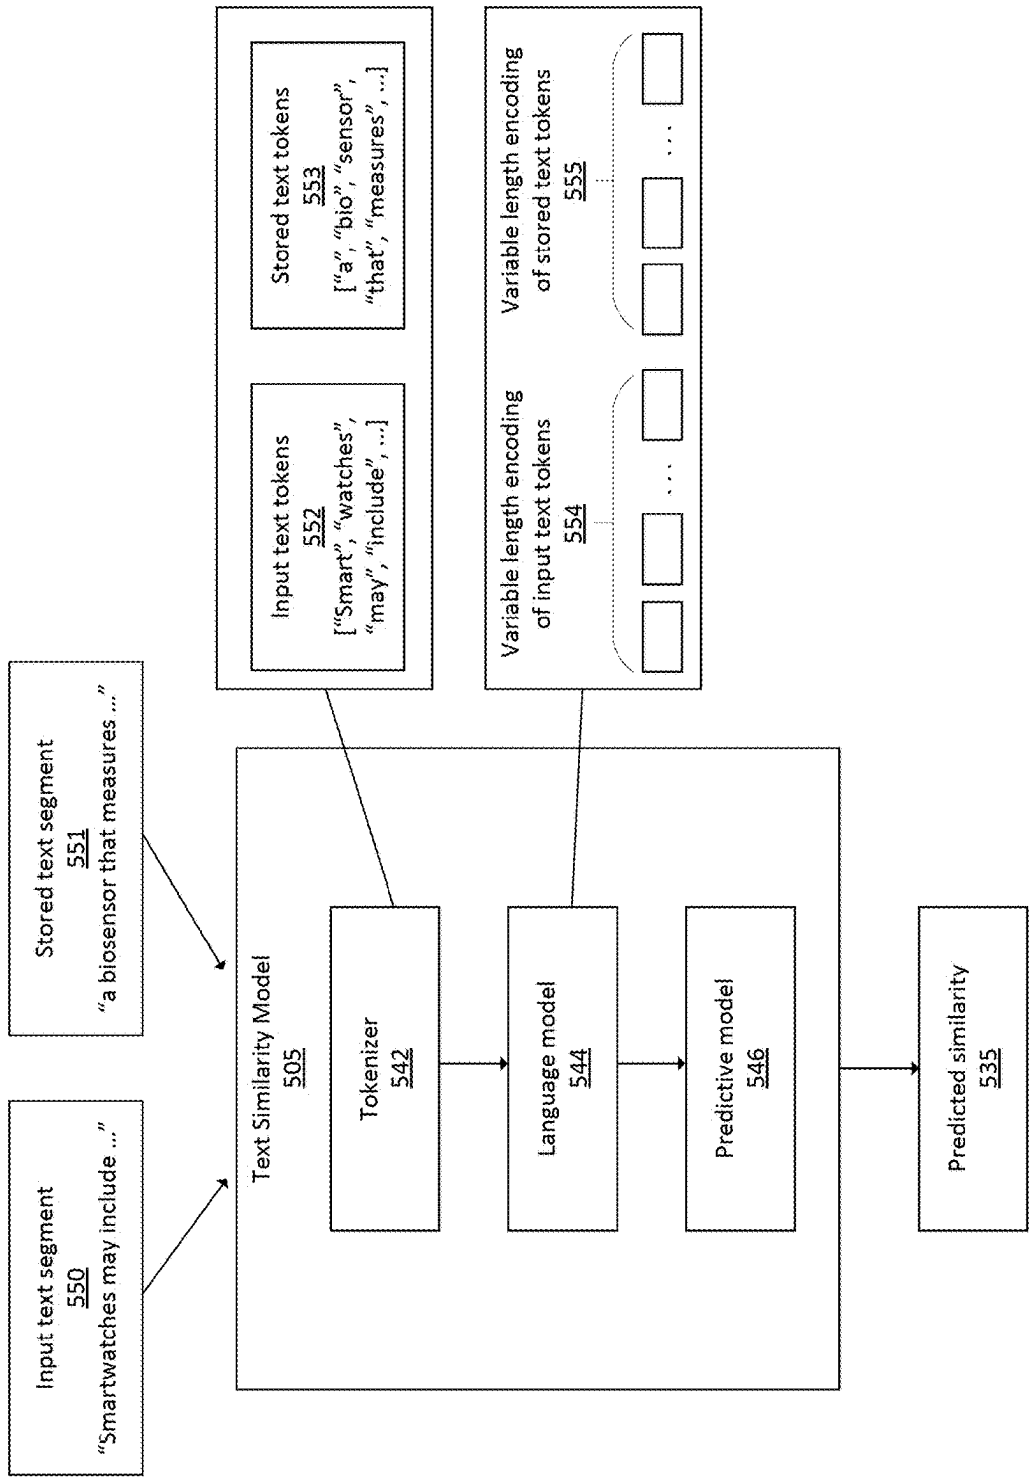 Input text segment
550
“Smartwatches may include ...”
Stored text segment
551
“a biosensor that measures ...”
Text Similarity Model
505
Tokenizer
542
Language model
544
Predictive model
546
Predicted similarity
535
Input text tokens
552
[“Smart”, “watches”,
“may”, “include”, ...]
Stored text tokens
553
[“a”, “bio”, “sensor”,
“that”, “measures”, ...]
Variable length encoding
of input text tokens
554
...
Variable length encoding
of stored text tokens
555
...